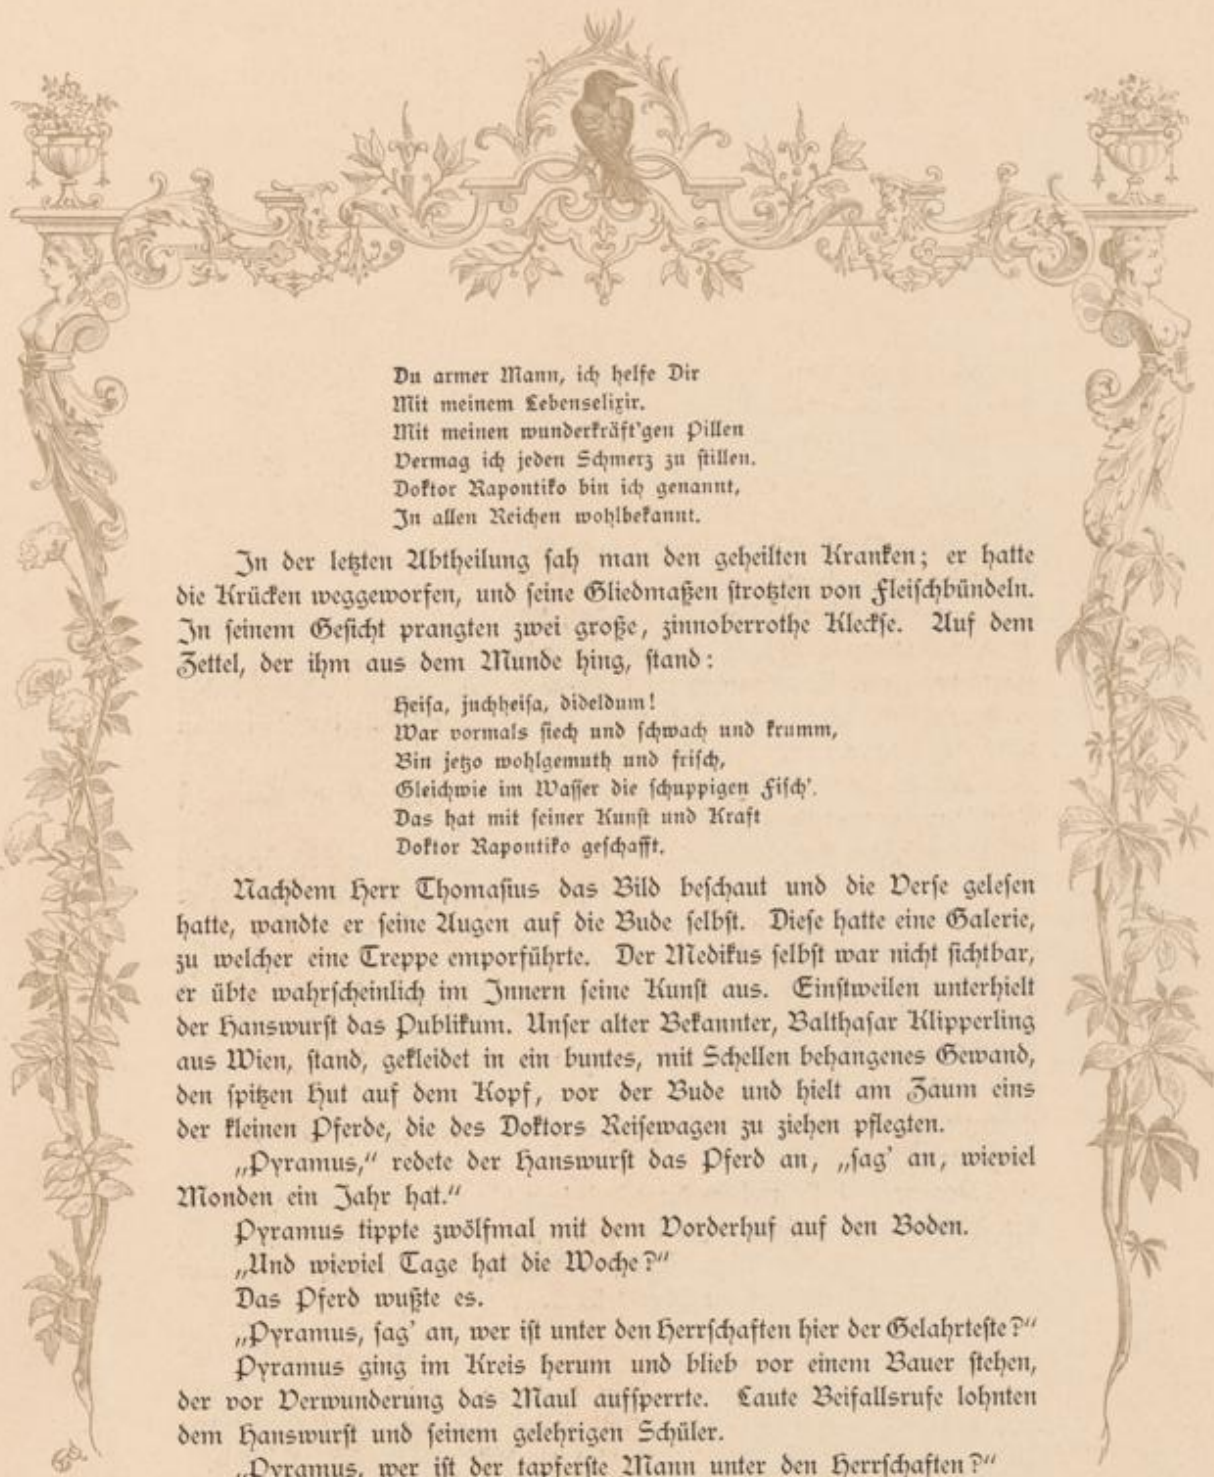 Du armer Mann, ich helfe Dir
Mit meinem Lebenselixir.
Mit meinen wunderkräft'gen Pillen
Vermag ich jeden Schmerz zu stillen.
Doktor Rapontiko bin ich genannt,
In allen Reichen wohlbekannt.
In der letzten Abtheilung sah man den geheilten Kranken; er hatte
die Krücken weggeworfen, und seine Gliedmaßen strotzten von Fleischbündeln.
In seinem Gesicht prangten zwei große, zinnoberrothe Kleckse. Auf dem
Zettel, der ihm aus dem Munde hing, stand:
Heisa, juchheisa, dideldum!
War vormals siech und schwach und krumm,
Bin jetzo wohlgemuth und frisch,
Gleichwie im Wasser die schuppigen Fisch'.
Das hat mit seiner Kunst und Kraft
Doktor Rapontiko geschafft.
Nachdem Herr Thomasius das Bild beschaut und die Verse gelesen
hatte, wandte er seine Augen auf die Bude selbst. Diese hatte eine Galerie,
zu welcher eine Treppe emporführte. Der Medikus selbst war nicht sichtbar,
er übte wahrscheinlich im Innern seine Kunst aus. Einstweilen unterhielt
der Hanswurst das Publikum. Unser alter Bekannter, Balthasar Klipperling
aus Wien, stand, gekleidet in ein buntes, mit Schellen behangenes Gewand,
den spitzen Hut auf dem Kopf, vor der Bude und hielt am Zaum eins
der kleinen Pferde, die des Doktors Reisewagen zu ziehen pflegten.
„Pyramus,“ redete der Hanswurst das Pferd an, „sag' an, wieviel
Monden ein Jahr hat.“
Pyramus tippte zwölfmal mit dem Vorderhuf auf den Boden.
„Und wieviel Tage hat die Woche?“
Das Pferd wußte es.
„Pyramus, sag' an, wer ist unter den Herrschaften hier der Gelahrteste?“
Pyramus ging im Kreis herum und blieb vor einem Bauer stehen,
der vor Verwunderung das Maul aufsperrte. Laute Beifallsrufe lohnten
dem Hanswurst und seinem gelehrigen Schüler.
„Pyramus, wer ist der tapferste Mann unter den Herrschaften?“